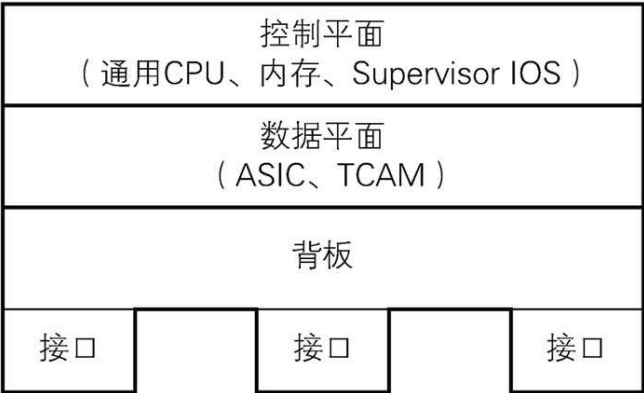 控制平面
（通用CPU、内存、Supervisor IOS）
数据平面
（ASIC、TCAM）
背板
接口
接口
接口